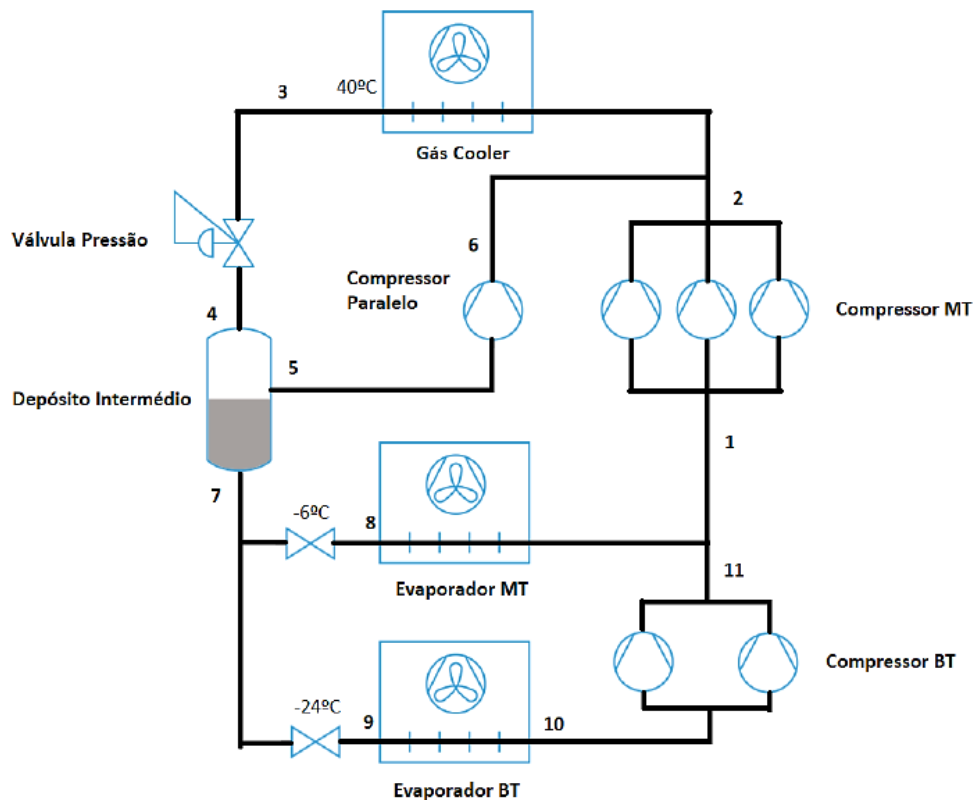 3
40ºC
Gás Cooler
2
Válvula Pressão
6
Compressor
Paralelo
Compressor MT
4
5
Depósito Intermédio
1
7
-6ºC
8
Evaporador MT
11
Compressor BT
-24ºC
9
10
Evaporador BT